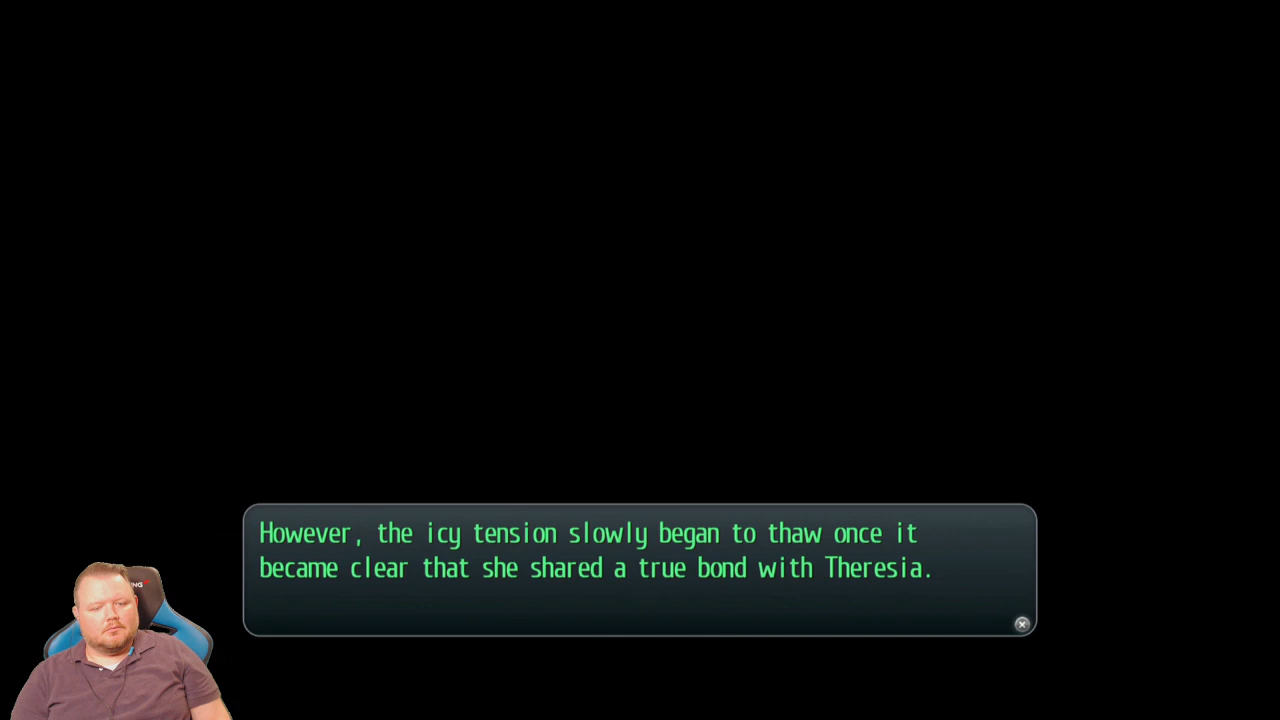 However, the icy tension slowly began to thaw once it
became clear that she shared a true bond with Theresia.